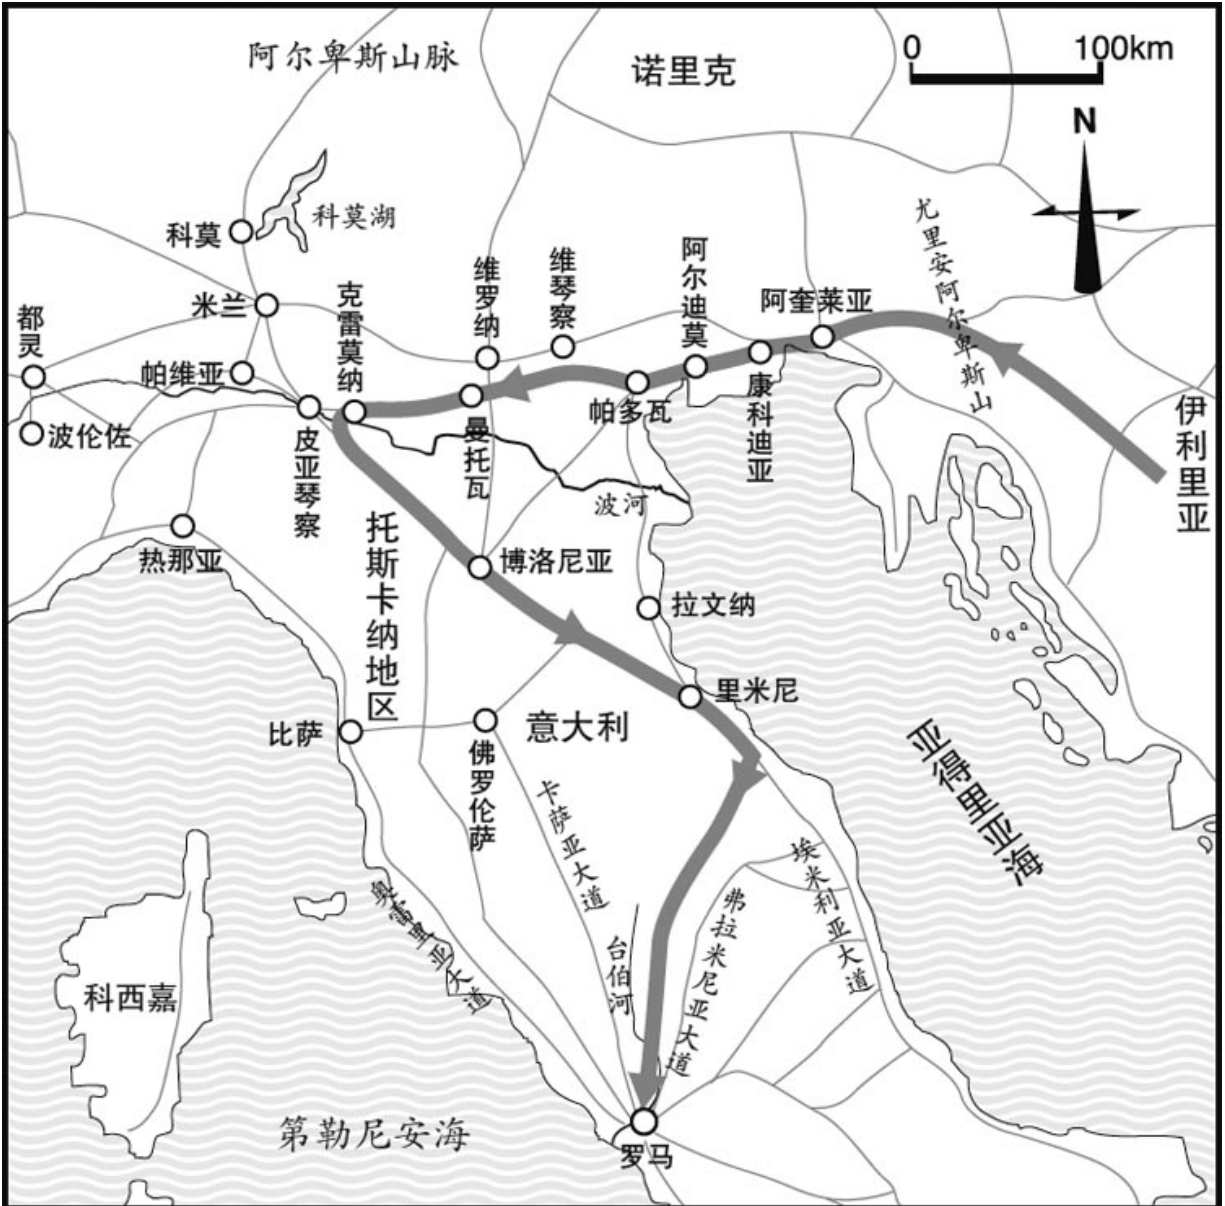 阿尔卑斯山脉
诺里克
0
100km
N
尤里安阿尔卑斯山
科莫湖
科莫
米兰
克雷莫纳
维罗纳
维琴察
阿尔迪莫
阿奎莱亚
都灵
帕维亚
波伦佐
皮亚琴察
曼托瓦
帕多瓦
康科迪亚
伊利里亚
波河
热那亚
托斯卡纳地区
博洛尼亚
拉文纳
里米尼
比萨
佛罗伦萨
意大利
亚得里亚海
卡萨亚大道
埃米利亚大道
弗拉米尼亚大道
奥雷里亚大道
台伯河
科西嘉
第勒尼安海
罗马